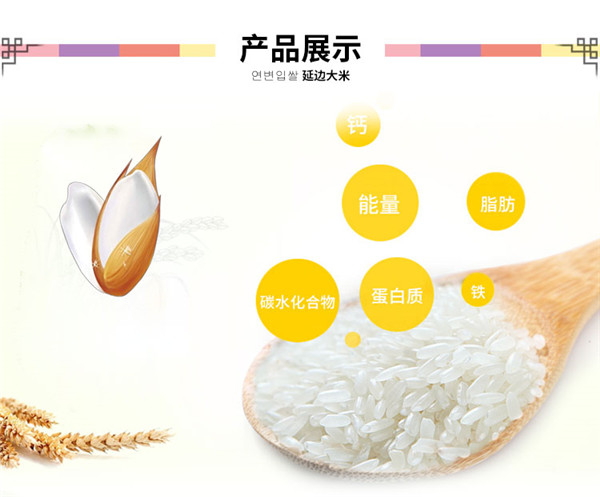 产品展示
연변입쌀 延边大米
钙
能量
脂肪
碳水化合物
蛋白质
铁